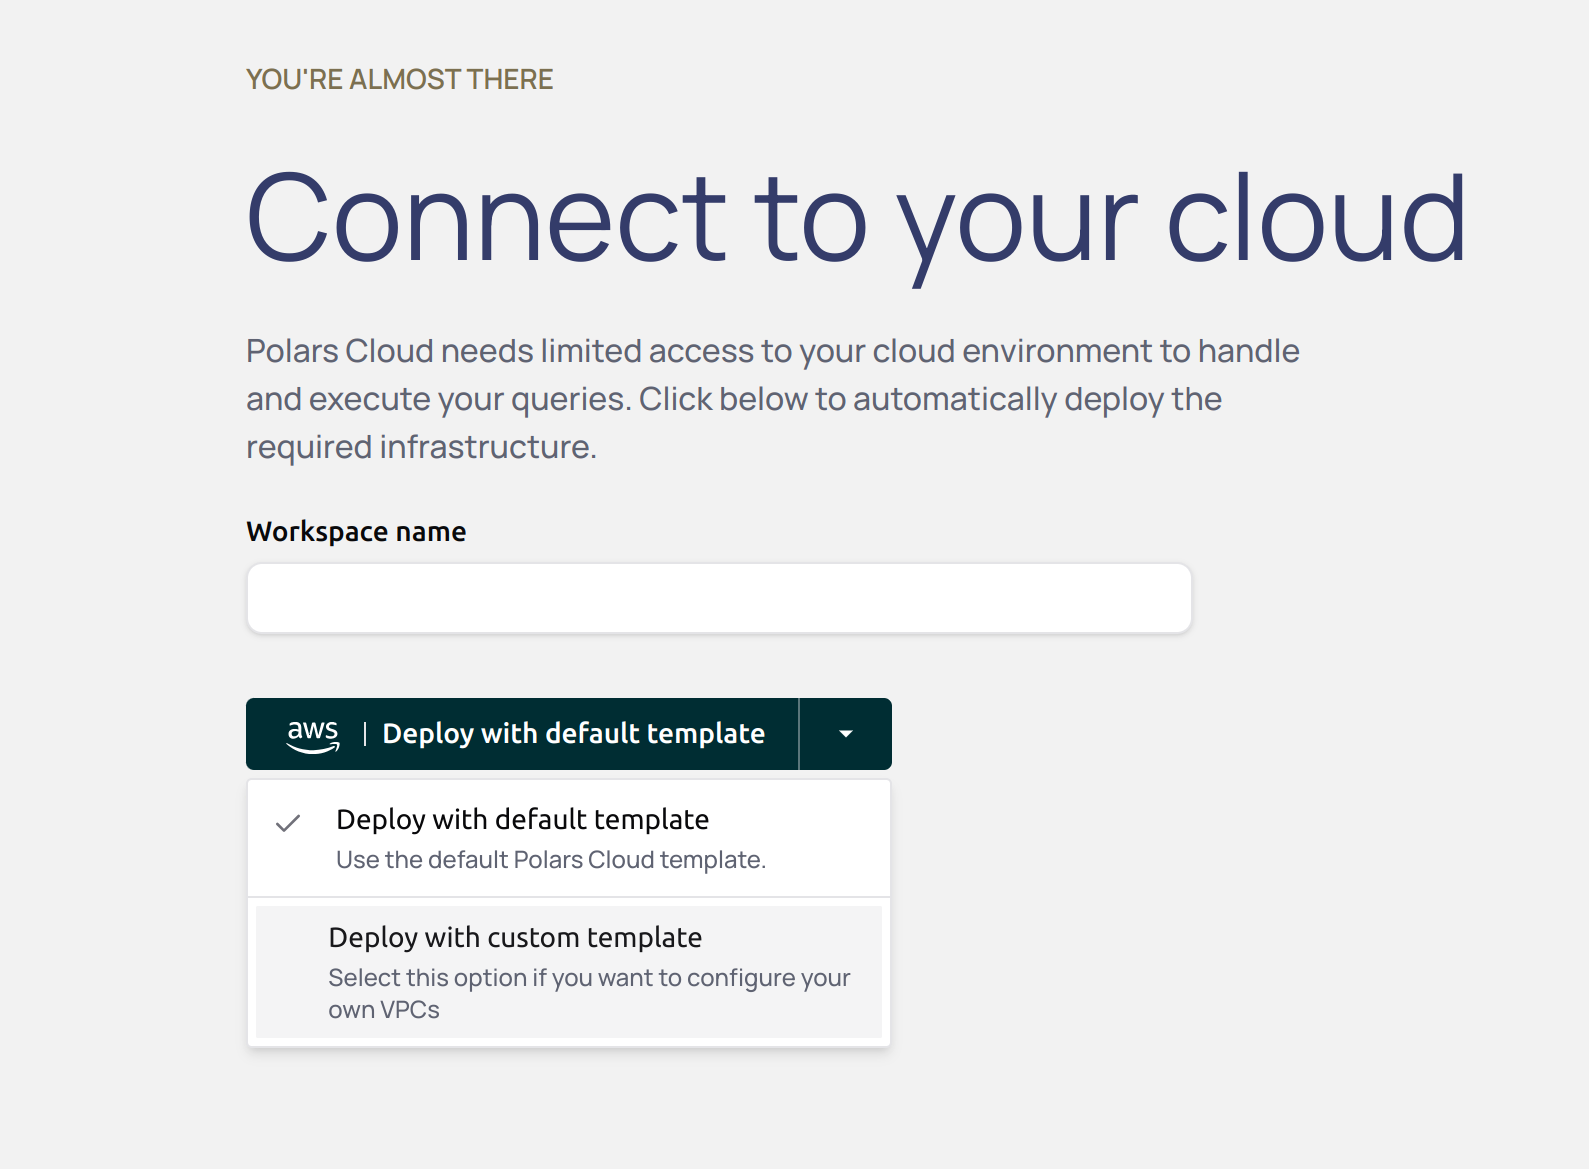 YOU'RE ALMOST THERE
Connect to your cloud
Polars Cloud needs limited access to your cloud environment to handle
and execute your queries. Click below to automatically deploy the
required infrastructure.
Workspace name
aws | Deploy with default template
Deploy with default template
Use the default Polars Cloud template.
Deploy with custom template
Select this option if you want to configure your
own VPCs